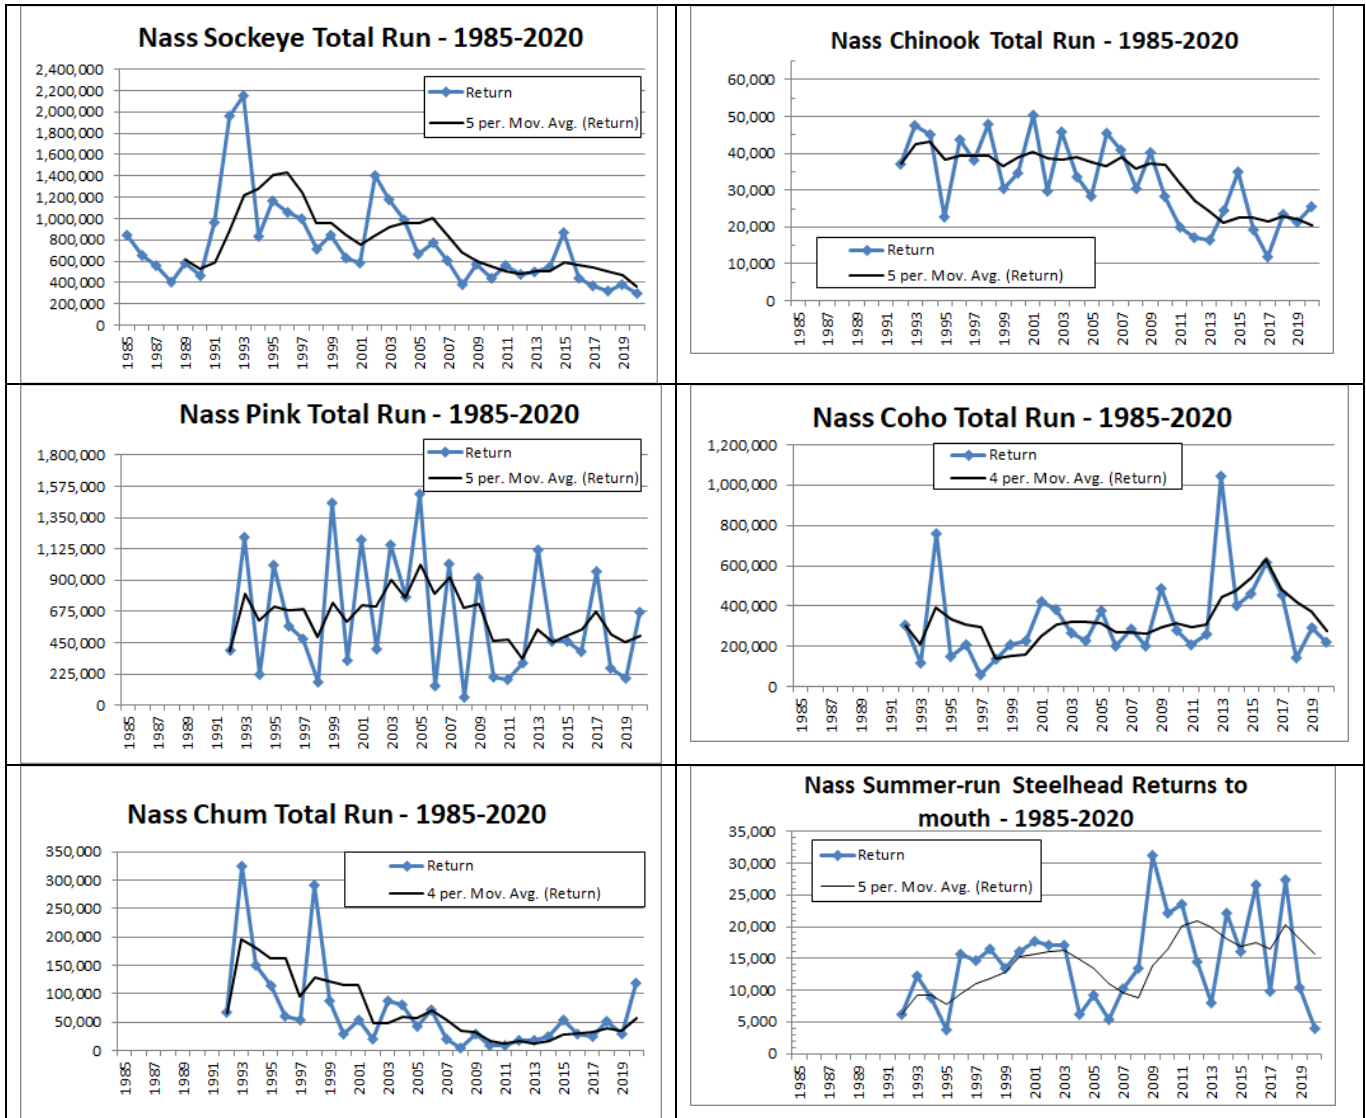 Nass Sockeye Total Run - 1985-2020
2,400,000
2,200,000
2,000,000
1,800,000
1,600,000
1,400,000
1,200,000
1,000,000
800,000
600,000
400,000
200,000
0
Return
5 per. Mov. Avg. (Return)
1985 1987 1989 1991 1993 1995 1997 1999 2001 2003 2005 2007 2009 2011 2013 2015 2017 2019
Nass Chinook Total Run - 1985-2020
60,000
50,000
40,000
30,000
20,000
10,000
0
Return
5 per. Mov. Avg. (Return)
1985 1987 1989 1991 1993 1995 1997 1999 2001 2003 2005 2007 2009 2011 2013 2015 2017 2019
Nass Pink Total Run - 1985-2020
1,800,000
1,575,000
1,350,000
1,125,000
900,000
675,000
450,000
225,000
0
Return
5 per. Mov. Avg. (Return)
1985 1987 1989 1991 1993 1995 1997 1999 2001 2003 2005 2007 2009 2011 2013 2015 2017 2019
Nass Coho Total Run - 1985-2020
1,200,000
1,000,000
800,000
600,000
400,000
200,000
0
Return
4 per. Mov. Avg. (Return)
1985 1987 1989 1991 1993 1995 1997 1999 2001 2003 2005 2007 2009 2011 2013 2015 2017 2019
Nass Chum Total Run - 1985-2020
350,000
300,000
250,000
200,000
150,000
100,000
50,000
0
Return
4 per. Mov. Avg. (Return)
1985 1987 1989 1991 1993 1995 1997 1999 2001 2003 2005 2007 2009 2011 2013 2015 2017 2019
Nass Summer-run Steelhead Returns to
mouth - 1985-2020
35,000
30,000
25,000
20,000
15,000
10,000
5,000
0
Return
5 per. Mov. Avg. (Return)
1985 1987 1989 1991 1993 1995 1997 1999 2001 2003 2005 2007 2009 2011 2013 2015 2017 2019